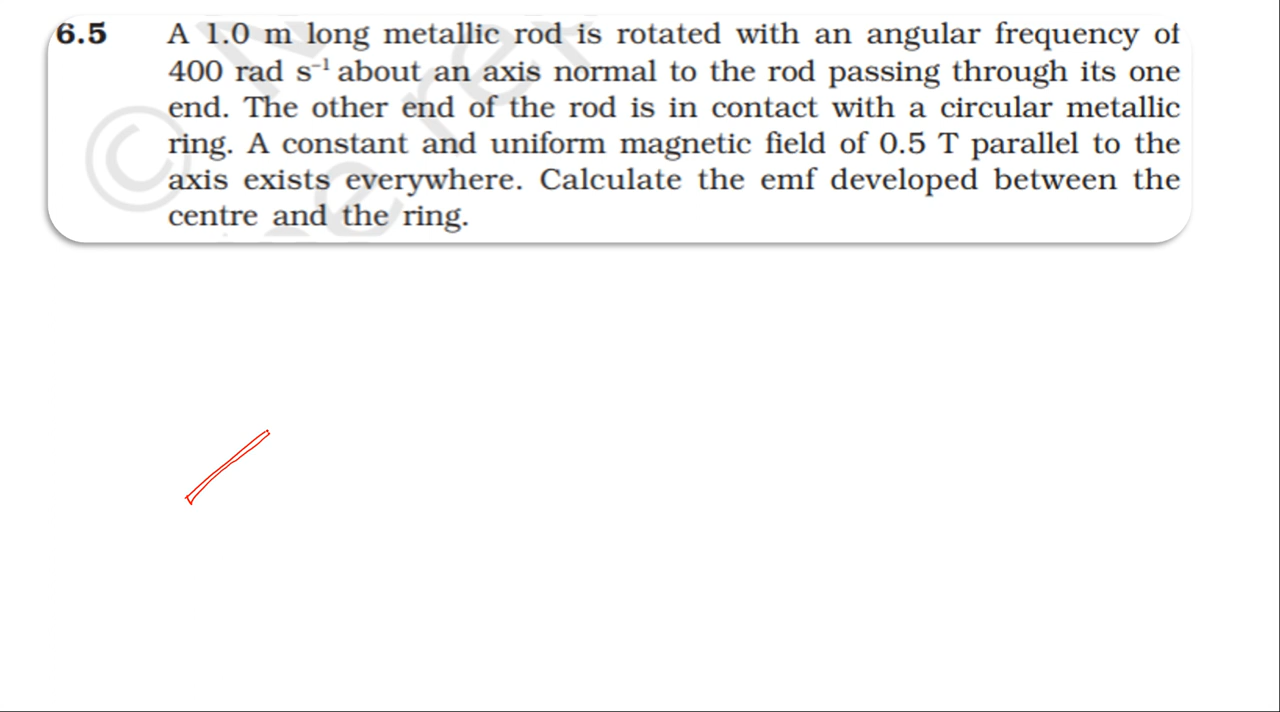 6.5 A 1.0 m long metallic rod is rotated with an angular frequency of
400 rad s⁻¹ about an axis normal to the rod passing through its one
end. The other end of the rod is in contact with a circular metallic
ring. A constant and uniform magnetic field of 0.5 T parallel to the
axis exists everywhere. Calculate the emf developed between the
centre and the ring.